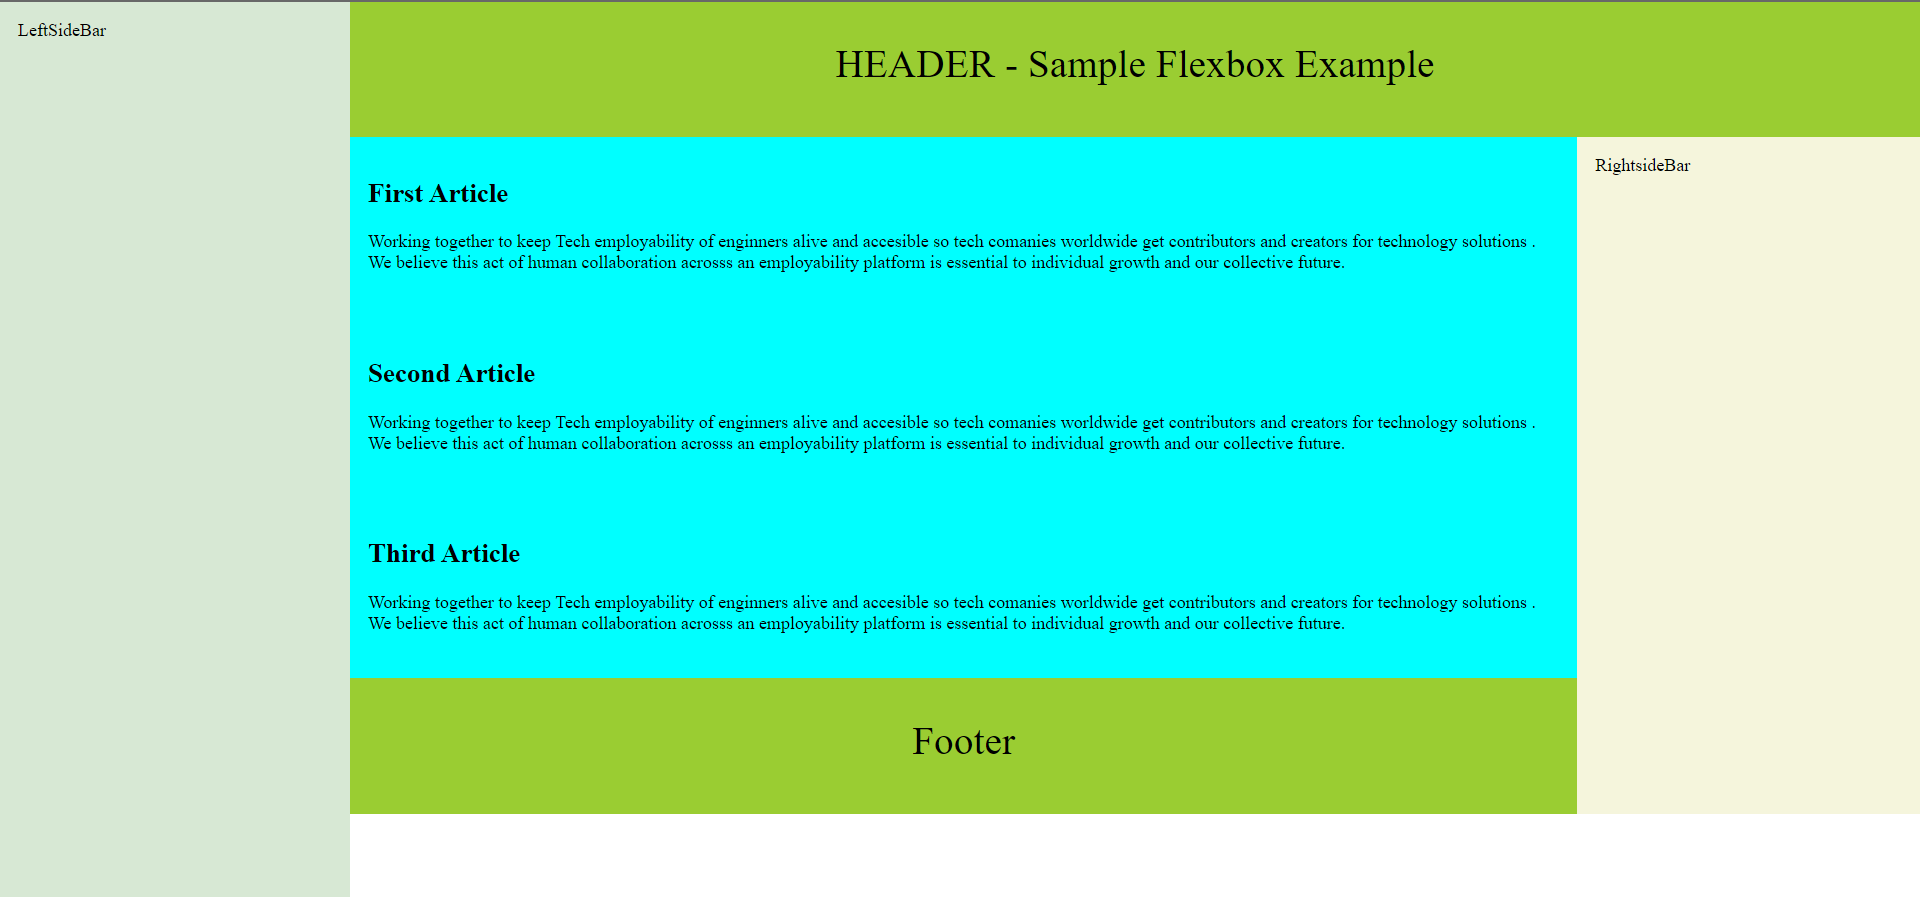 LeftSideBar
HEADER - Sample Flexbox Example
RightsideBar
First Article
Working together to keep Tech employability of enginners alive and accesible so tech comanies worldwide get contributors and creators for technology solutions .
We believe this act of human collaboration acrosss an employability platform is essential to individual growth and our collective future.
Second Article
Working together to keep Tech employability of enginners alive and accesible so tech comanies worldwide get contributors and creators for technology solutions .
We believe this act of human collaboration acrosss an employability platform is essential to individual growth and our collective future.
Third Article
Working together to keep Tech employability of enginners alive and accesible so tech comanies worldwide get contributors and creators for technology solutions .
We believe this act of human collaboration acrosss an employability platform is essential to individual growth and our collective future.
Footer